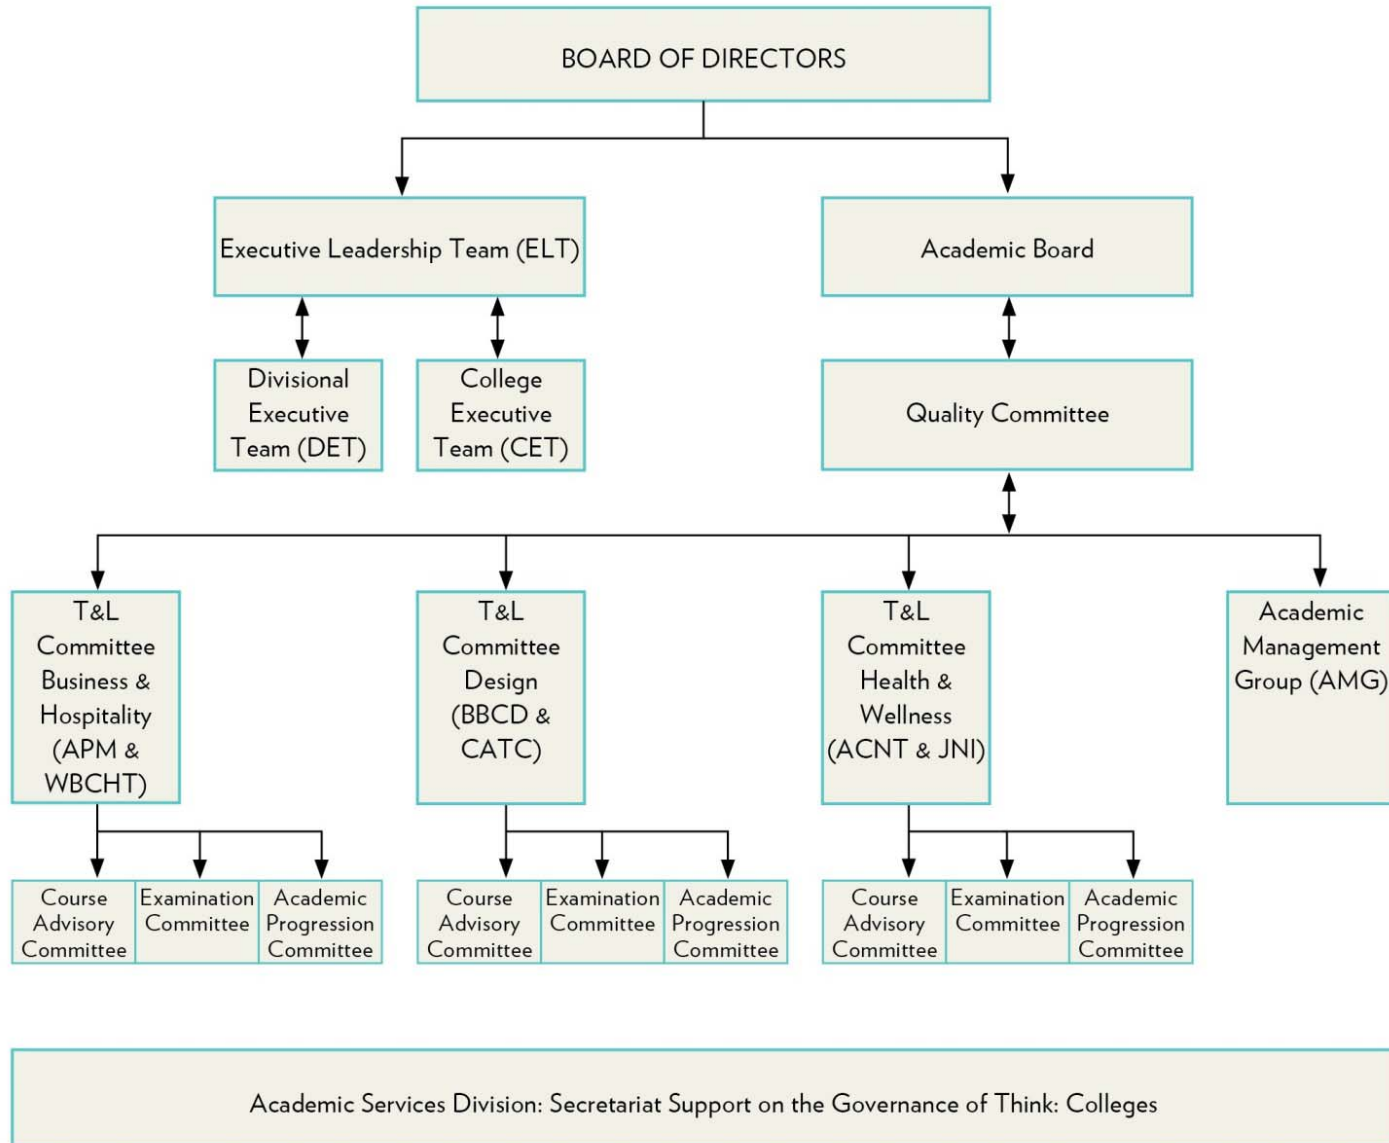 BOARD OF DIRECTORS
Executive Leadership Team (ELT)
Academic Board
Divisional
Executive
Team (DET)
College
Executive
Team (CET)
Quality Committee
T&L
Committee
Business &
Hospitality
(APM &
WBCHT)
T&L
Committee
Design
(BBCD &
CATC)
T&L
Committee
Health &
Wellness
(ACNT & JNI)
Academic
Management
Group (AMG)
Course
Advisory
Committee
Examination
Committee
Academic
Progression
Committee
Course
Advisory
Committee
Examination
Committee
Academic
Progression
Committee
Course
Advisory
Committee
Examination
Committee
Academic
Progression
Committee
Academic Services Division: Secretariat Support on the Governance of Think: Colleges